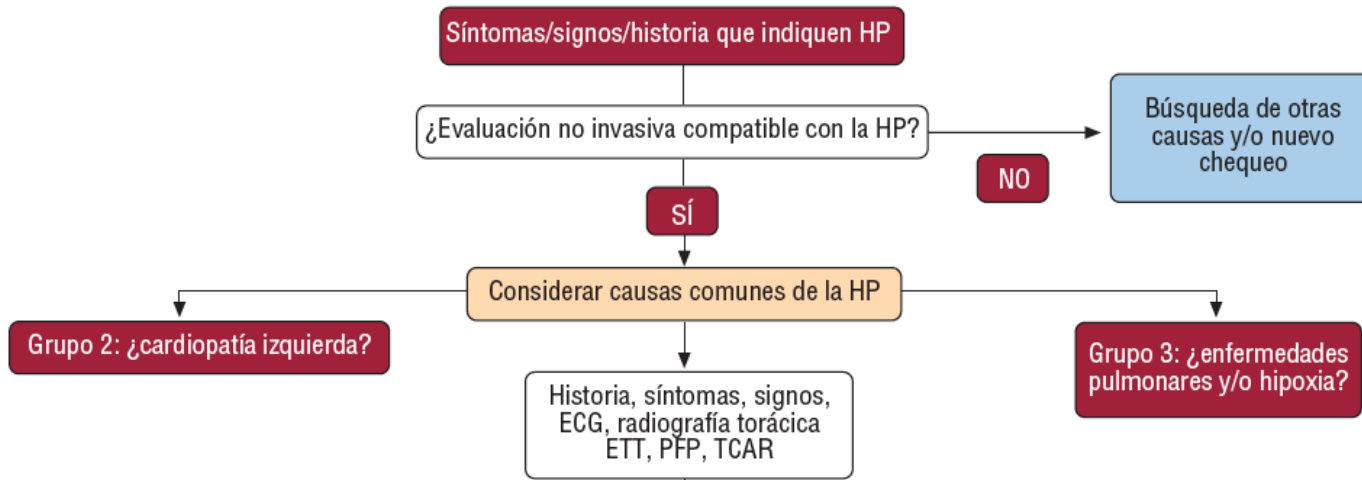 Síntomas/signos/historia que indiquen HP
¿Evaluación no invasiva compatible con la HP?
Búsqueda de otras
causas y/o nuevo
chequeo
NO
SÍ
Considerar causas comunes de la HP
Grupo 2: ¿cardiopatía izquierda?
Grupo 3: ¿enfermedades
pulmonares y/o hipoxia?
Historia, síntomas, signos,
ECG, radiografía torácica
ETT, PFP, TCAR